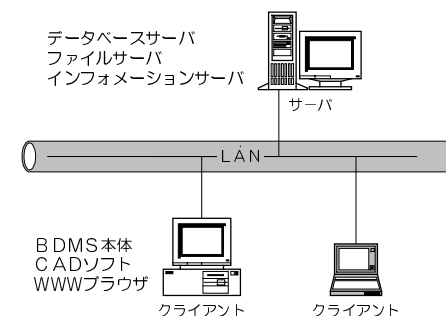 データベースサーバ
ファイルサーバ
インフォメーションサーバ
サーバ
LAN
BDMS本体
CADソフト
WWWブラウザ
クライアント
クライアント